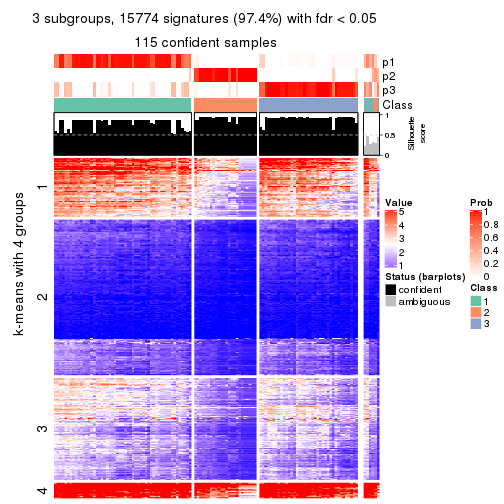 3 subgroups, 15774 signatures (97.4%) with fdr < 0.05
115 confident samples
p1
p2
p3
Class
1
0.5
0
Silhouette
score
k-means with 4 groups
1
2
3
4
Value
5
4
3
2
1
Status (barplots)
confident
ambiguous
Prob
1
0.8
0.6
0.4
0.2
0
Class
1
2
3